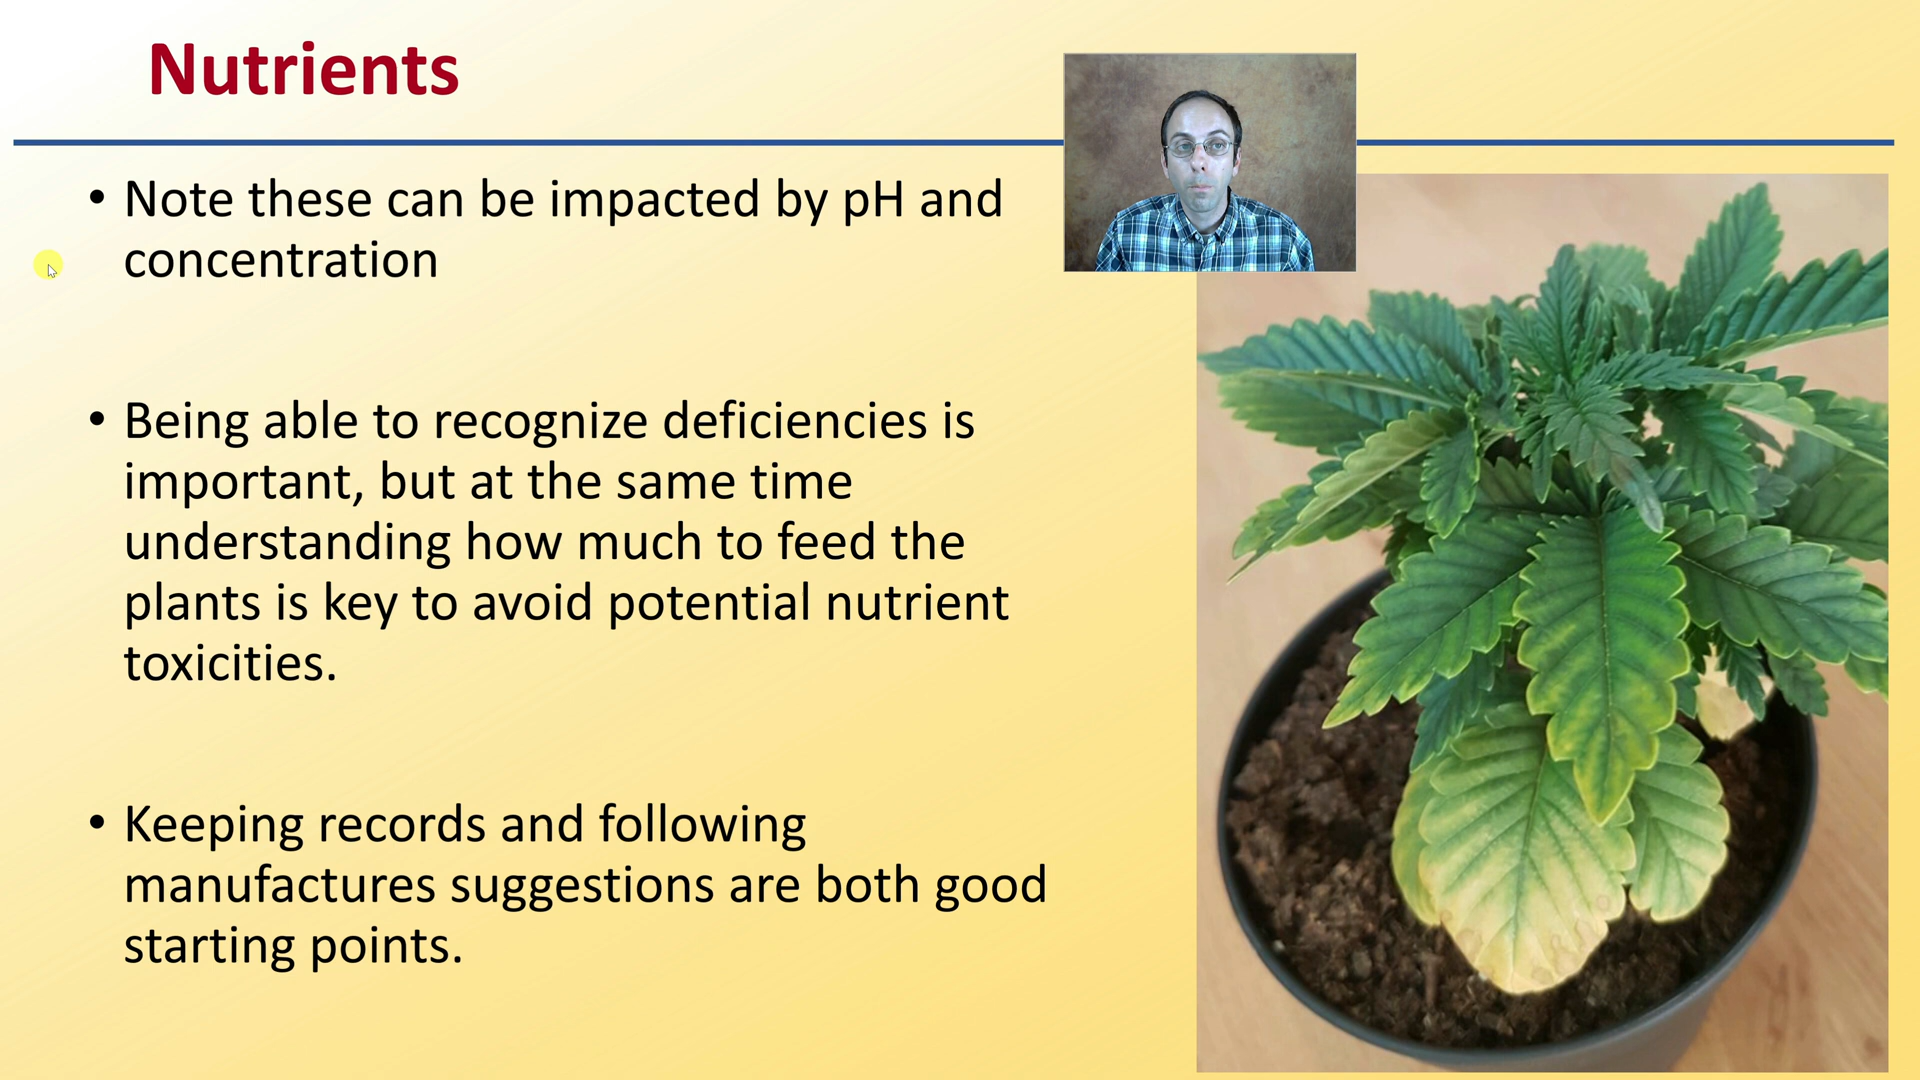 Nutrients
• Note these can be impacted by pH and
concentration
• Being able to recognize deficiencies is
important, but at the same time
understanding how much to feed the
plants is key to avoid potential nutrient
toxicities.
• Keeping records and following
manufactures suggestions are both good
starting points.